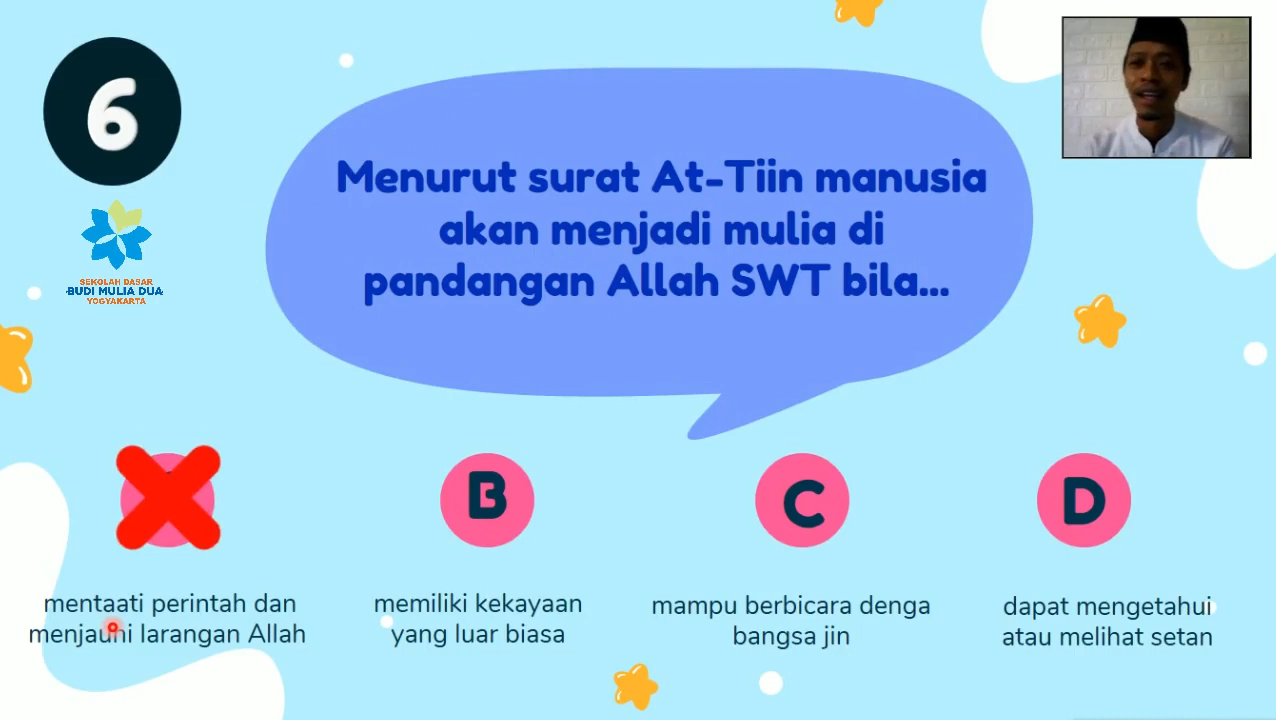 6
SEKOLAH DASAR
BUDI MULIA DUA
YOGYAKARTA
Menurut surat At-Tiin manusia
akan menjadi mulia di
pandangan Allah SWT bila...
mentaati perintah dan
menjauhi larangan Allah
B
memiliki kekayaan
yang luar biasa
C
mampu berbicara denga
bangsa jin
D
dapat mengetahui
atau melihat setan